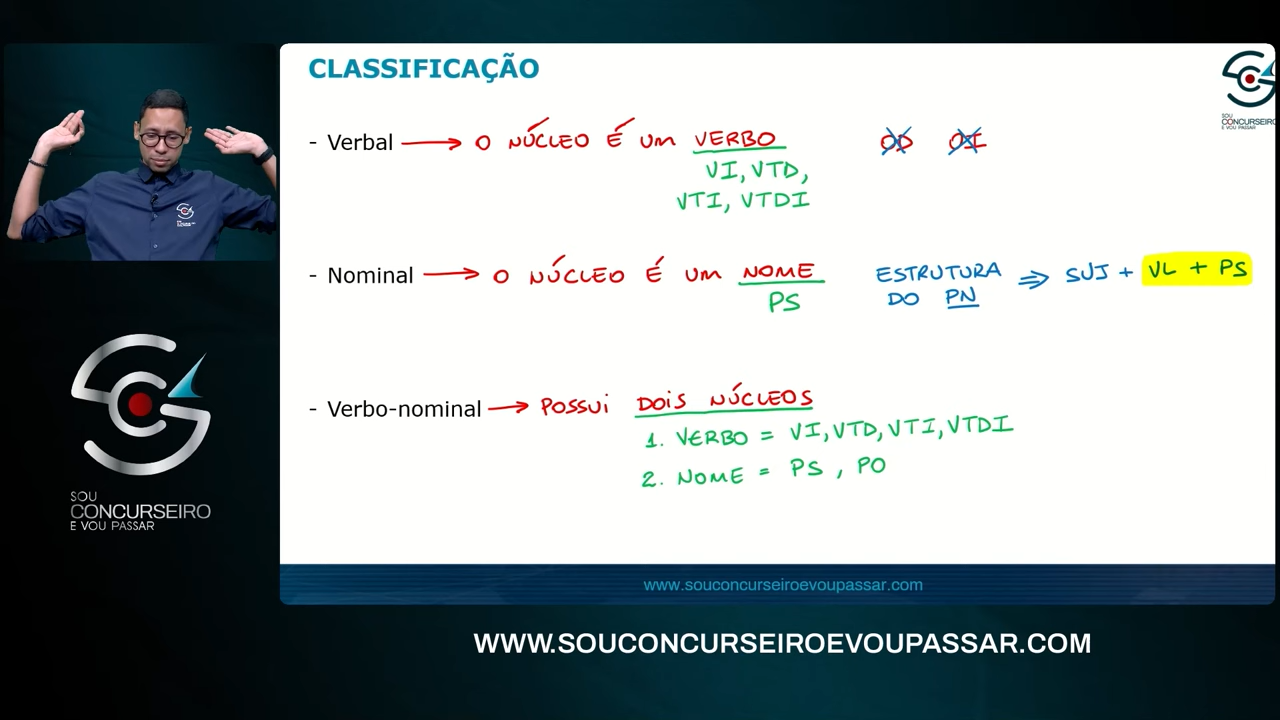 CLASSIFICAÇÃO
SOU
CONCURSEIRO
E VOU PASSAR
- Verbal → O NÚCLEO É UM VERBO OD OI
VI, VTD,
VTI, VTDI
- Nominal → O NÚCLEO É UM NOME ESTRUTURA ⇒ SUJ + VL + PS
PS DO PN
- Verbo-nominal → POSSUI DOIS NÚCLEOS
1. VERBO = VI, VTD, VTI, VTDI
2. NOME = PS, PO
SOU
CONCURSEIRO
E VOU PASSAR
www.souconcurseiroevoupassar.com
WWW.SOUCONCURSEIROEVOUPASSAR.COM